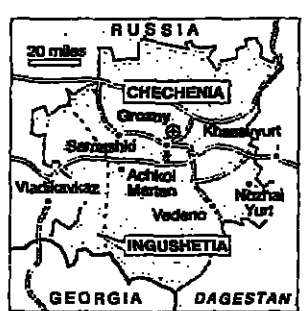 RUSSIA
20 miles
CHECHENIA
Grozny
Khasavyurt
Samashki
Achkoi
Martan
Vladikavkaz
Nozhai
Yurt
Vedeno
INGUSHETIA
GEORGIA
DAGESTAN